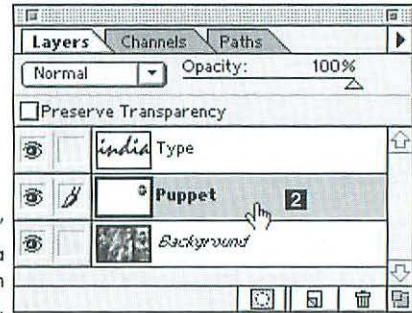 Layers Channels Paths
Normal Opacity: 100%
Preserve Transparency
india Type
Puppet
2
Background